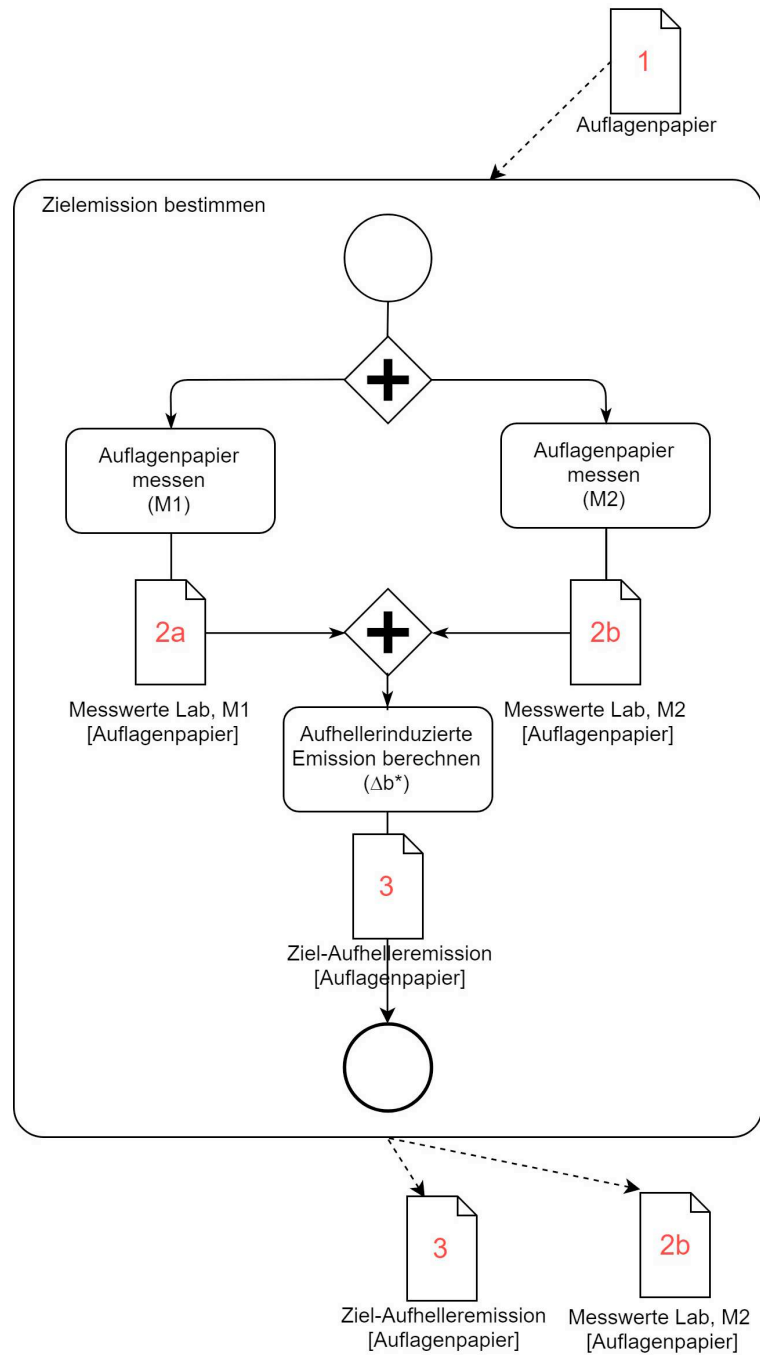 1
Auflagenpapier
Zielemission bestimmen
Auflagenpapier
messen
(M1)
Auflagenpapier
messen
(M2)
2a
Messwerte Lab, M1
[Auflagenpapier]
2b
Messwerte Lab, M2
[Auflagenpapier]
Aufhellerinduzierte
Emission berechnen
(Δb*)
3
Ziel-Aufhelleremission
[Auflagenpapier]
3
Ziel-Aufhelleremission
[Auflagenpapier]
2b
Messwerte Lab, M2
[Auflagenpapier]